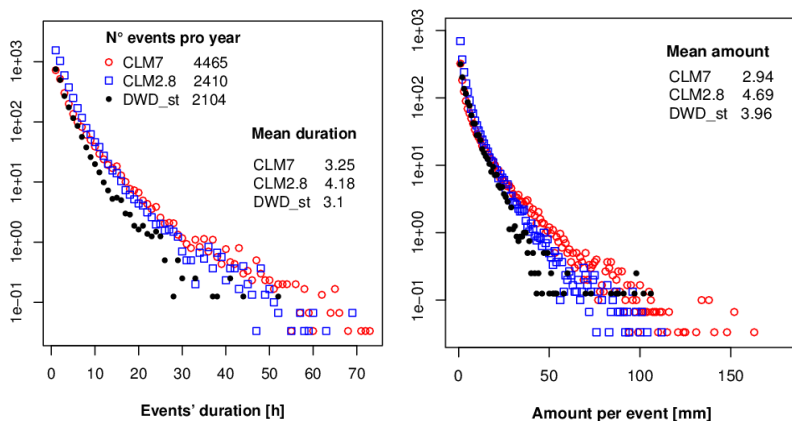 N° events pro year
CLM7 4465
CLM2.8 2410
DWD_st 2104
Mean duration
CLM7 3.25
CLM2.8 4.18
DWD_st 3.1
1e+03
1e+02
1e+01
1e+00
1e-01
0 10 20 30 40 50 60 70
Events' duration [h]
Mean amount
CLM7 2.94
CLM2.8 4.69
DWD_st 3.96
1e+03
1e+02
1e+01
1e+00
1e-01
0 50 100 150
Amount per event [mm]